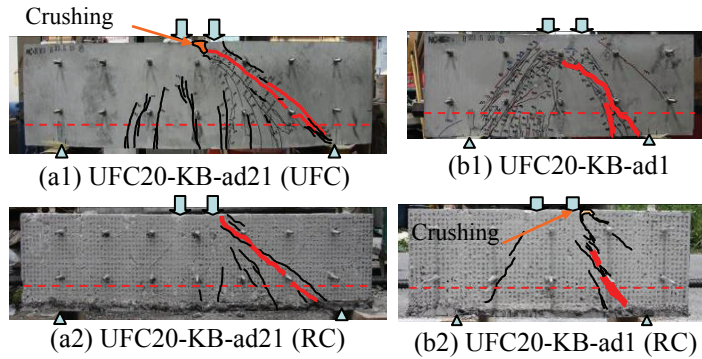 Crushing
(a1) UFC20-KB-ad21 (UFC)
(b1) UFC20-KB-ad1
Crushing
(a2) UFC20-KB-ad21 (RC)
(b2) UFC20-KB-ad1 (RC)